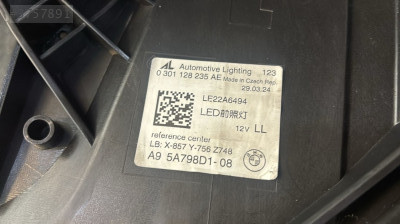 57891
AL Automotive Lighting 123
0 301 128 235 AE Made in Czech Rep.
29.03.24
LE22A6494
LED前照灯
12V LL
reference center
LB: X-857 Y-756 Z748
A9 5A798D1-08